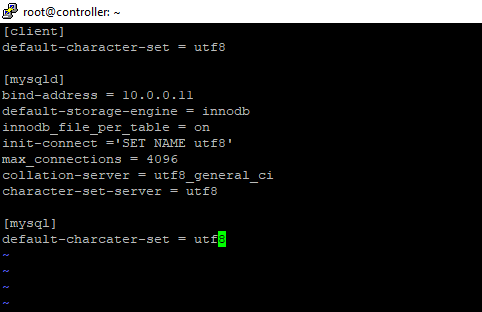 root@controller: ~
[client]
default-character-set = utf8
[mysqld]
bind-address = 10.0.0.11
default-storage-engine = innodb
innodb_file_per_table = on
init-connect ='SET NAME utf8'
max_connections = 4096
collation-server = utf8_general_ci
character-set-server = utf8
[mysql]
default-charcater-set = utf8
~
~
~
~